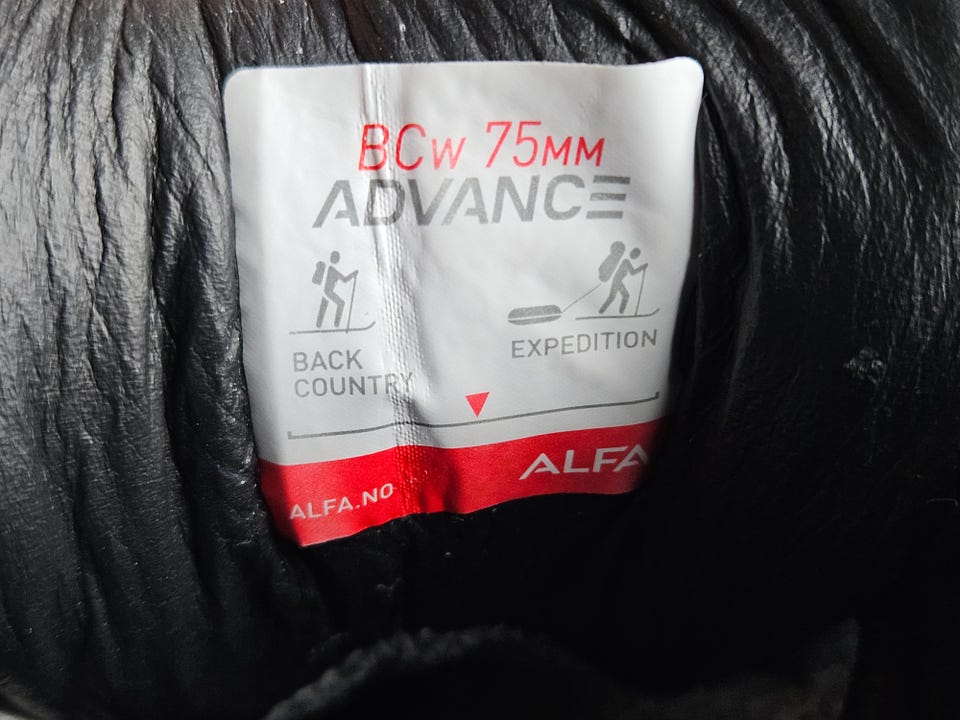 BCW 75MM
ADVANCE
BACK
COUNTRY
EXPEDITION
ALFA
ALFA.NO